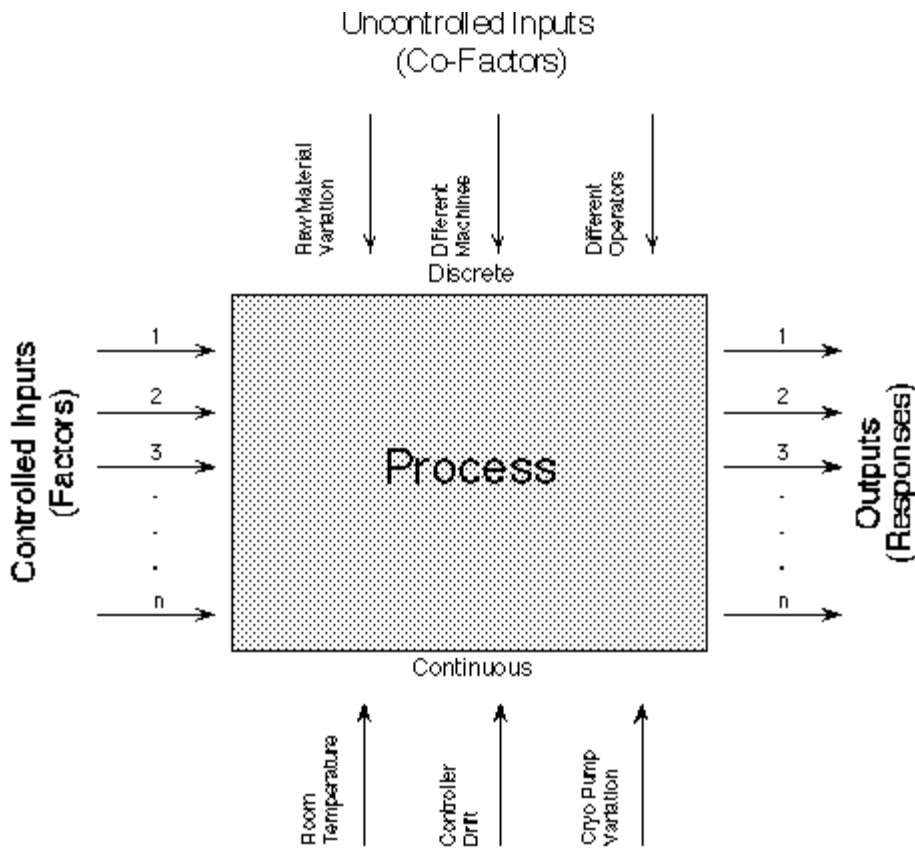 Uncontrolled Inputs
(Co-Factors)
Raw Material
Variation
Different
Machines
Different
Operators
Discrete
Controlled Inputs
(Factors)
1
2
3
.
.
.
n
Process
1
2
3
.
.
.
n
Outputs
(Responses)
Continuous
Room
Temperature
Controller
Drift
Cryo Pump
Variation